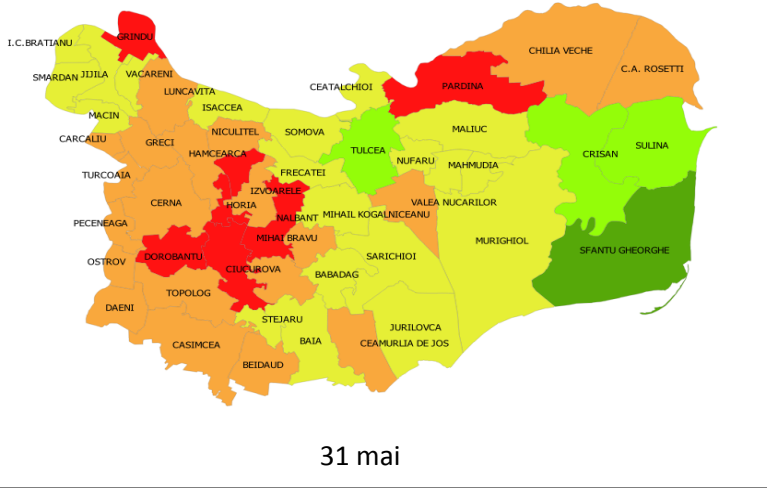 GRINDU
I.C.BRATIANU
CHILIA VECHE
C.A. ROSETTI
SMARDAN
JIJILA
VACARENI
LUNCAVITA
CEATALCHIOI
PARDINA
ISACCEA
MACIN
NICULITEL
SOMOVA
MALIUC
CARCALIU
GRECI
HAMCEARCA
TULCEA
CRISAN
SULINA
NUFARU
MAHMUDIA
TURCOAIA
FRECATEI
IZVOARELE
CERNA
HORIA
VALEA NUCARILOR
NALBANT
MIHAIL KOGALNICEANU
PECENEAGA
MIHAI BRAVU
MURIGHIOL
SFANTU GHEORGHE
OSTROV
DOROBANTU
SARICHIOI
CIUCUROVA
BABADAG
TOPOLOG
DAENI
STEJARU
JURILOVCA
CASIMCEA
BAIA
CEAMURLIA DE JOS
BEIDAUD
31 mai